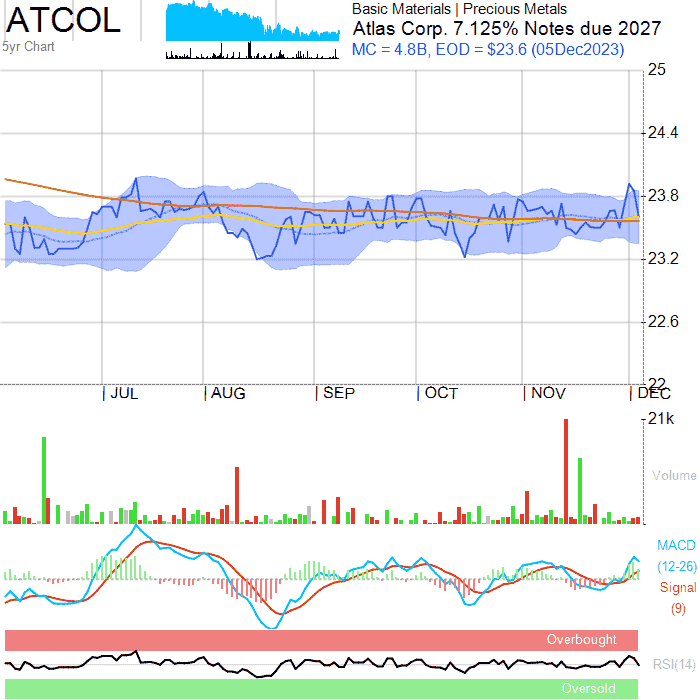 ATCOL
5yr Chart
Basic Materials | Precious Metals
Atlas Corp. 7.125% Notes due 2027
MC = 4.8B, EOD = $23.6 (05Dec2023)
25
24.4
23.8
23.2
22.6
22
JUL AUG SEP OCT NOV DEC
21k
Volume
MACD
(12-26)
Signal
(9)
Overbought
RSI(14)
Oversold